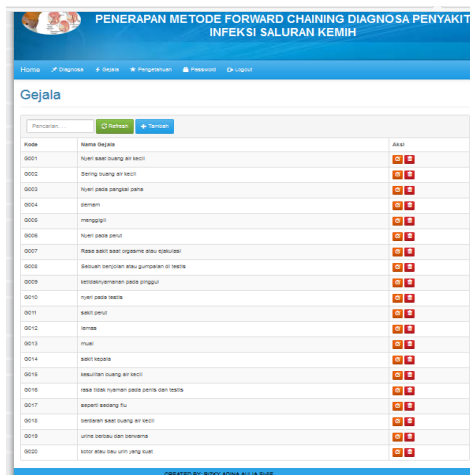 PENERAPAN METODE FORWARD CHAINING DIAGNOSA PENYAKIT
INFEKSI SALURAN KEMIH
Home Diagnosa Gejala Pengetahuan Password Logout
Gejala
Pencarian. . . Refresh Tambah
Kode Nama Gejala Aksi
G001 Nyeri saat buang air kecil
G002 Sering buang air kecil
G003 Nyeri pada pangkal paha
G004 demam
G005 menggigil
G006 Nyeri pada perut
G007 Rasa sakit saat orgasme atau ejakulasi
G008 Sebuah benjolan atau gumpalan di testis
G009 ketidaknyamanan pada pinggul
G010 nyeri pada testis
G011 sakit perut
G012 lemas
G013 mual
G014 sakit kepala
G015 kesulitan buang air kecil
G016 rasa tidak nyaman pada penis dan testis
G017 seperti sedang flu
G018 berdarah saat buang air kecil
G019 urine berbau dan berwarna
G020 kotor atau bau urin yang kuat
CREATED BY: RIZKY